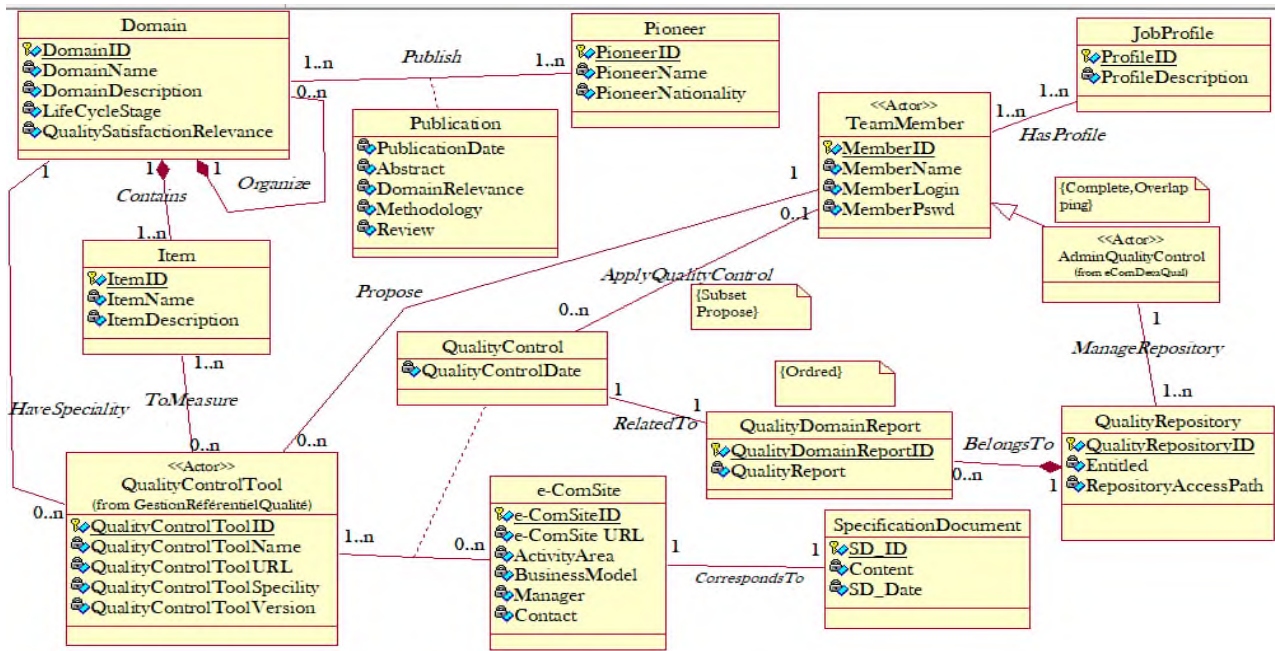 Domain
DomainID
DomainName
DomainDescription
LifeCycleStage
QualitySatisfactionRelevance
1..n
Publish
1..n
0..n
Pioneer
PioneerID
PioneerName
PioneerNationality
JobProfile
ProfileID
ProfileDescription
1..n
1..n
HasProfile
Publication
PublicationDate
Abstract
DomainRelevance
Methodology
Review
<<Actor>>
TeamMember
MemberID
MemberName
MemberLogin
MemberPswd
1
1
1
Organize
Contains
1..n
1
0..1
{Complete,Overlap
ping}
<<Actor>>
AdminQualityControl
(from eComDezaQual)
Item
ItemID
ItemName
ItemDescription
Propose
ApplyQualityControl
{Subset
Propose}
0..n
1
ManageRepository
1..n
QualityControl
QualityControlDate
{Ordred}
1..n
ToMeasure
0..n
HaveSpeciality
0..n
0..n
1
RelatedTo
1
QualityDomainReport
QualityDomainReportID
QualityReport
BelongsTo
0..n
1
QualityRepository
QualityRepositoryID
Entitled
RepositoryAccessPath
<<Actor>>
QualityControlTool
(from GestionRéférentielQualité)
QualityControlToolID
QualityControlToolName
QualityControlToolURL
QualityControlToolSpecility
QualityControlToolVersion
1..n
0..n
e-ComSite
e-ComSiteID
e-ComSite URL
ActivityArea
BusinessModel
Manager
Contact
1
CorrespondsTo
1
SpecificationDocument
SD_ID
Content
SD_Date